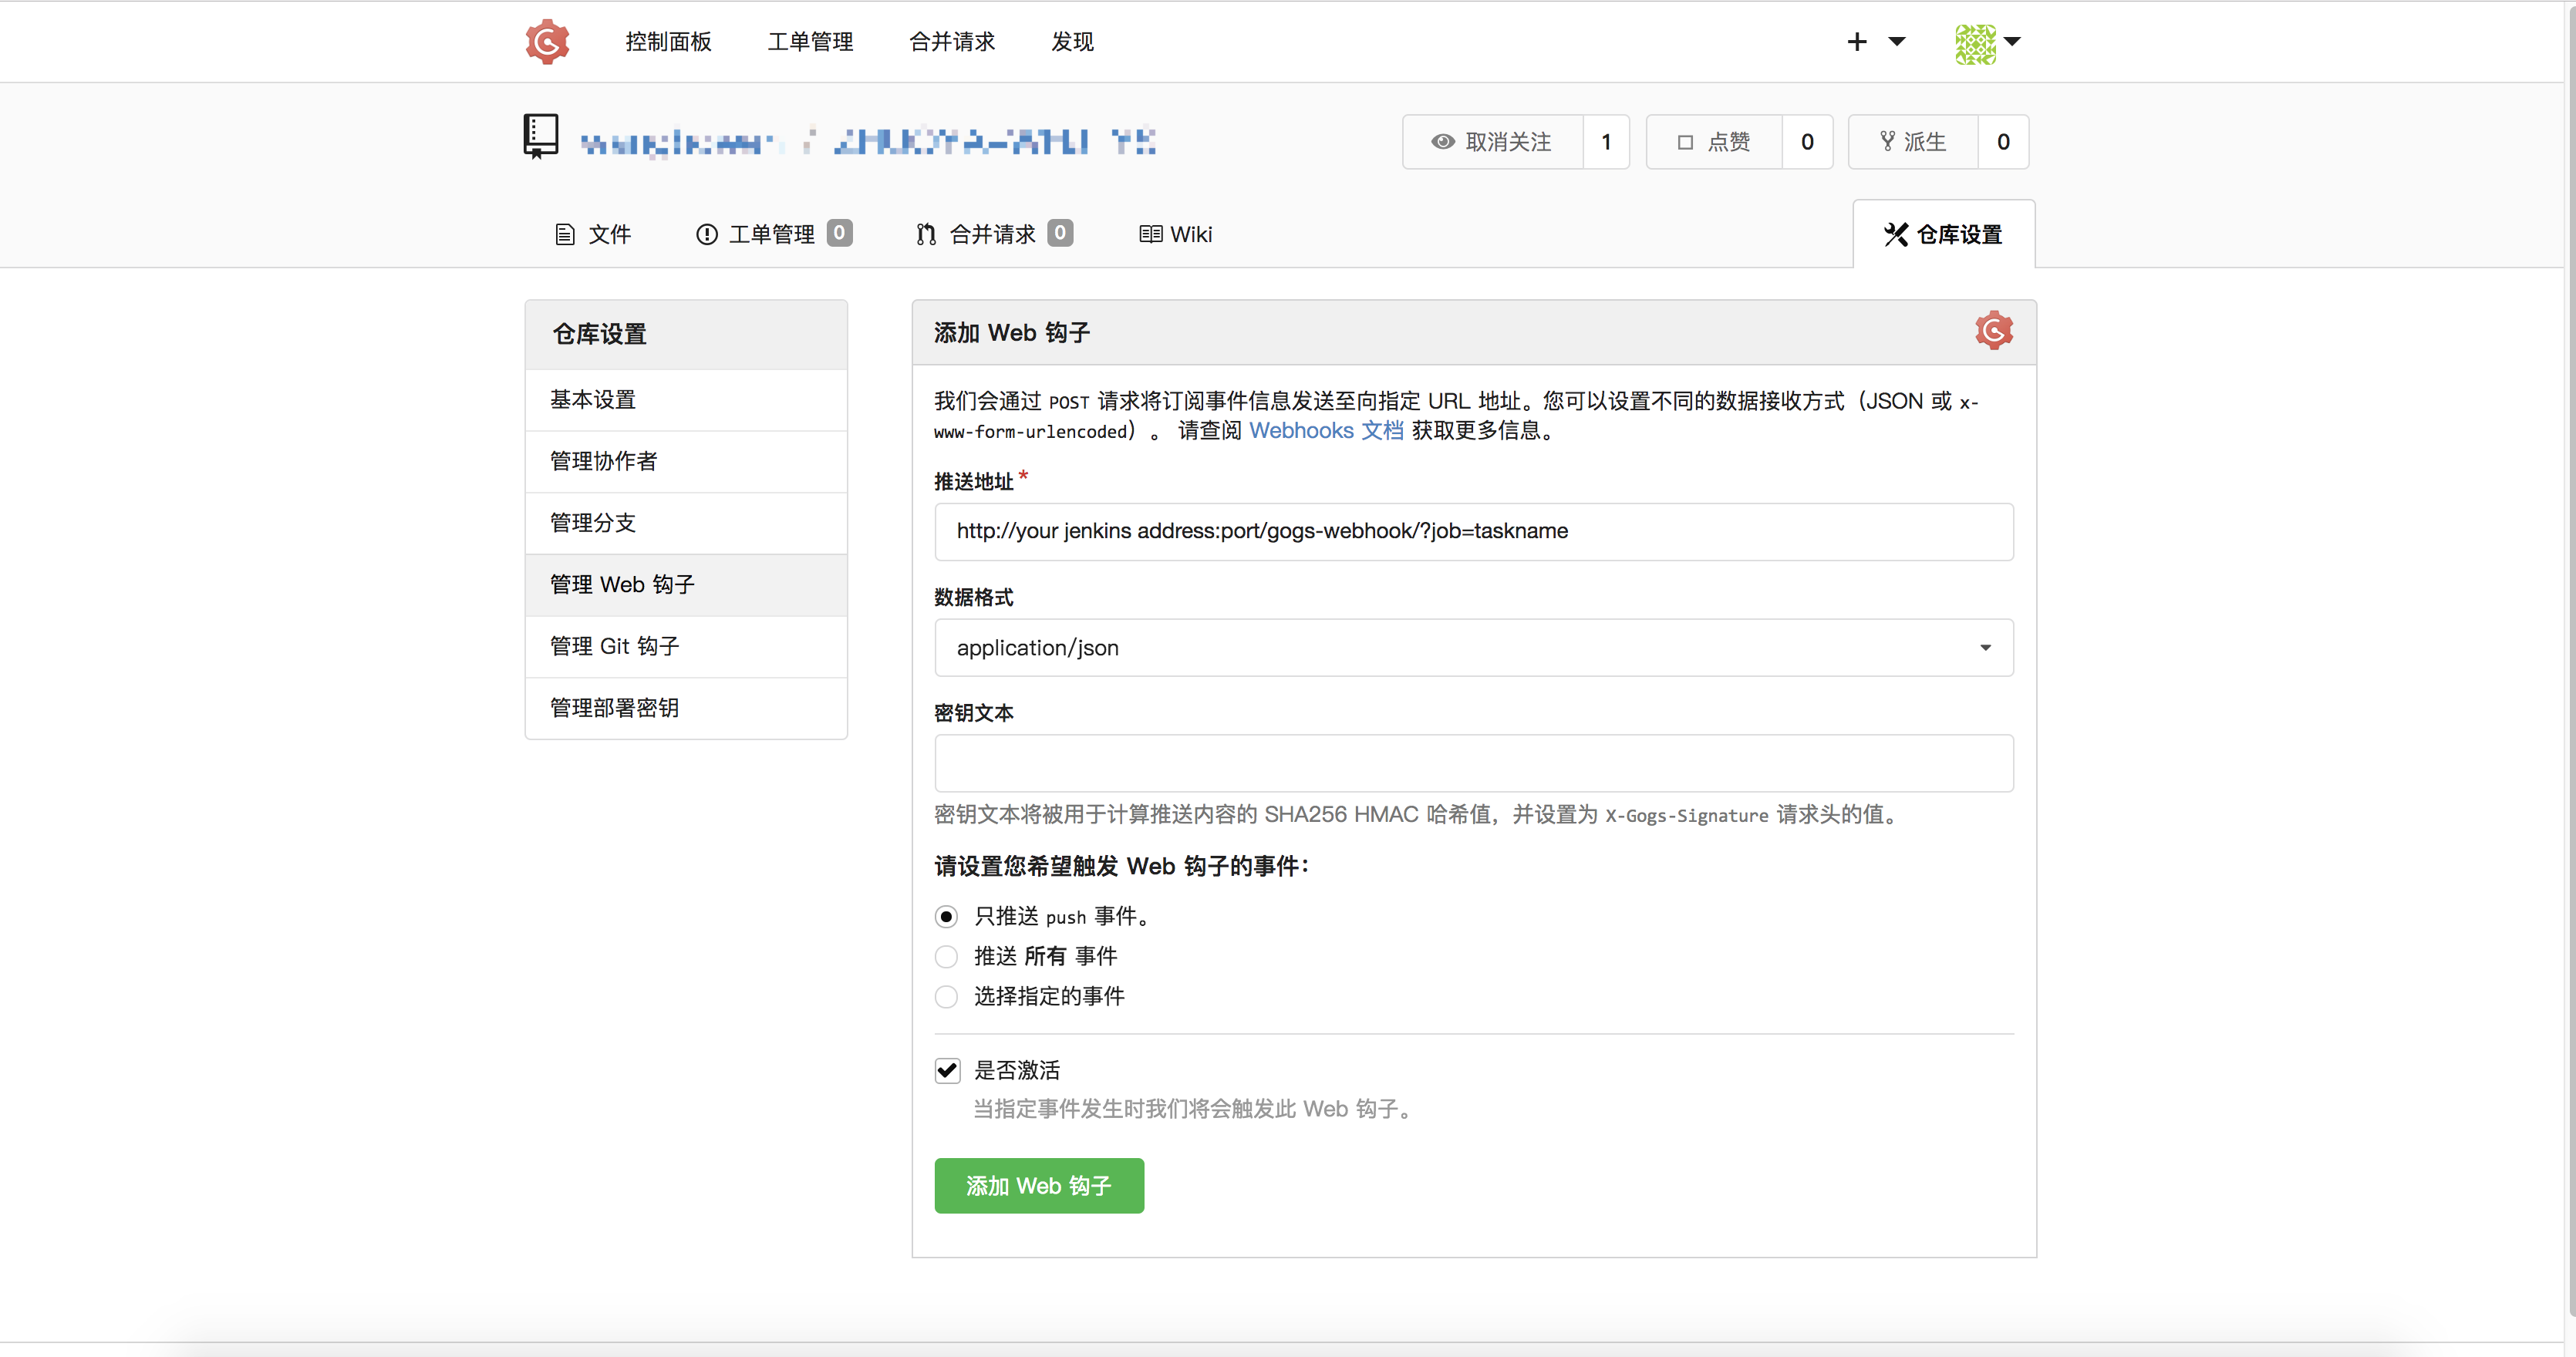 控制面板 工单管理 合并请求 发现
取消关注 1 点赞 0 派生 0
文件 工单管理 0 合并请求 0 Wiki 仓库设置
仓库设置
基本设置
管理协作者
管理分支
管理 Web 钩子
管理 Git 钩子
管理部署密钥
添加 Web 钩子
我们会通过 POST 请求将订阅事件信息发送至向指定 URL 地址。您可以设置不同的数据接收方式（JSON 或 x-
www-form-urlencoded）。 请查阅 Webhooks 文档 获取更多信息。
推送地址*
http://your jenkins address:port/gogs-webhook/?job=taskname
数据格式
application/json
密钥文本
密钥文本将被用于计算推送内容的 SHA256 HMAC 哈希值，并设置为 X-Gogs-Signature 请求头的值。
请设置您希望触发 Web 钩子的事件：
只推送 push 事件。
推送 所有 事件
选择指定的事件
是否激活
当指定事件发生时我们将会触发此 Web 钩子。
添加 Web 钩子